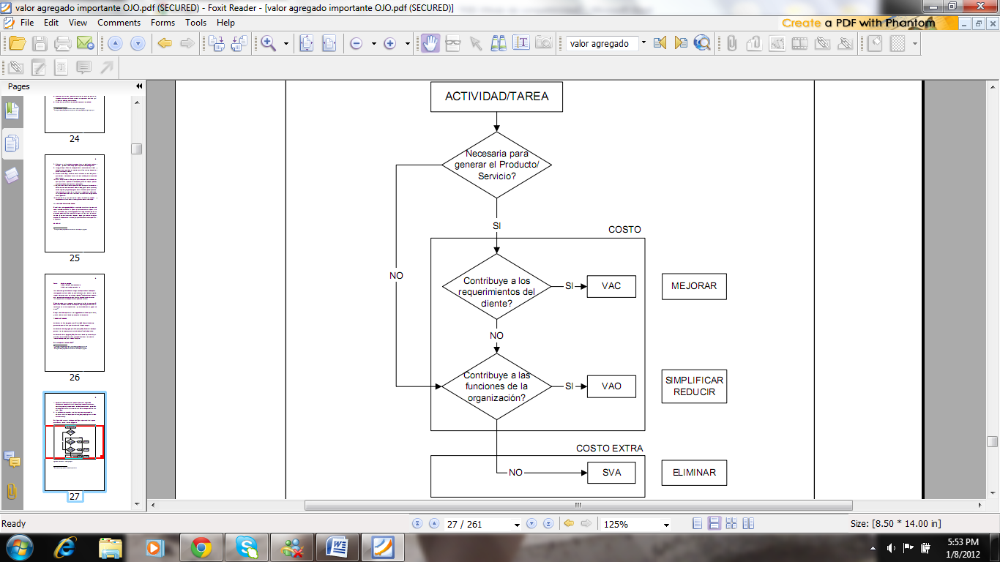 valor agregado importante OJO.pdf (SECURED) - Foxit Reader - [valor agregado importante OJO.pdf (SECURED)]
File Edit View Comments Forms Tools Help
Create a PDF with Phantom
valor agregado
Pages
24
25
26
27
ACTIVIDAD/TAREA
Necesaria para
generar el Producto/
Servicio?
SI
NO
COSTO
Contribuye a los
requerimientos del
diente?
SI
VAC
MEJORAR
NO
Contribuye a las
funciones de la
organización?
SI
VAO
SIMPLIFICAR
REDUCIR
COSTO EXTRA
NO
SVA
ELIMINAR
Ready
27 / 261
125%
Size: [8.50 * 14.00 in]
5:53 PM
1/8/2012